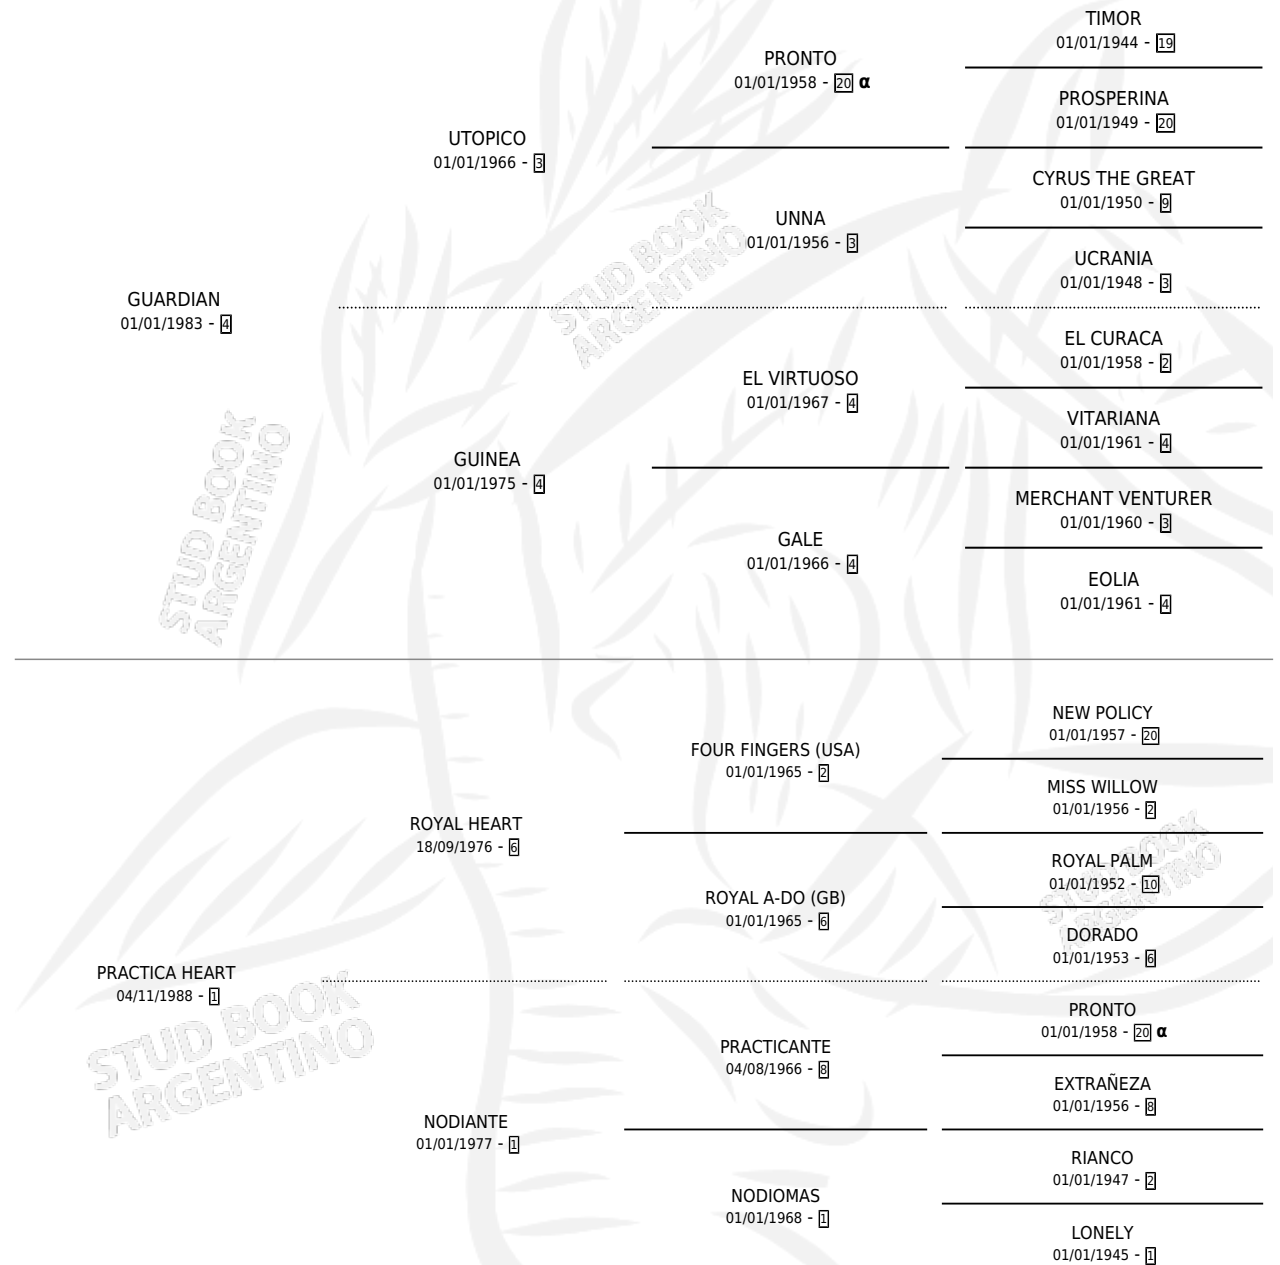 TIMOR
01/01/1944 - 19
PRONTO
01/01/1958 - 20 α
PROSPERINA
01/01/1949 - 20
UTOPICO
01/01/1966 - 3
CYRUS THE GREAT
01/01/1950 - 9
UNNA
01/01/1956 - 3
UCRANIA
01/01/1948 - 3
GUARDIAN
01/01/1983 - 4
EL CURACA
01/01/1958 - 2
EL VIRTUOSO
01/01/1967 - 4
VITARIANA
01/01/1961 - 4
GUINEA
01/01/1975 - 4
MERCHANT VENTURER
01/01/1960 - 3
GALE
01/01/1966 - 4
EOLIA
01/01/1961 - 4
STUD BOOK
ARGENTINO
STUD BOOK
ARGENTINO
NEW POLICY
01/01/1957 - 20
FOUR FINGERS (USA)
01/01/1965 - 2
MISS WILLOW
01/01/1956 - 2
ROYAL HEART
18/09/1976 - 6
ROYAL PALM
01/01/1952 - 10
ROYAL A-DO (GB)
01/01/1965 - 6
DORADO
01/01/1953 - 6
PRACTICA HEART
04/11/1988 - 1
PRONTO
01/01/1958 - 20 α
PRACTICANTE
04/08/1966 - 8
EXTRAÑEZA
01/01/1956 - 8
NODIANTE
01/01/1977 - 1
RIANCO
01/01/1947 - 2
NODIOMAS
01/01/1968 - 1
LONELY
01/01/1945 - 1
STUD BOOK
ARGENTINO
STUD BOOK
ARGENTINO